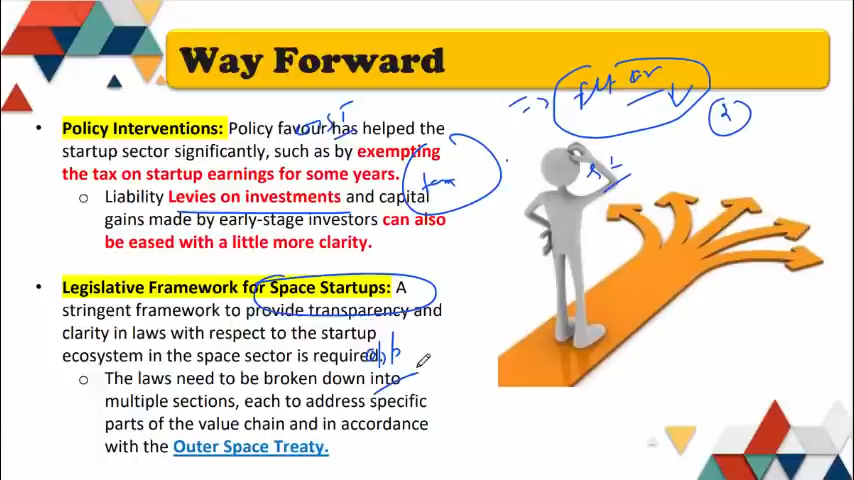 Way Forward
• Policy Interventions: Policy favour has helped the
startup sector significantly, such as by exempting
the tax on startup earnings for some years.
o Liability Levies on investments and capital
gains made by early-stage investors can also
be eased with a little more clarity.
• Legislative Framework for Space Startups: A
stringent framework to provide transparency and
clarity in laws with respect to the startup
ecosystem in the space sector is required.
o The laws need to be broken down into
multiple sections, each to address specific
parts of the value chain and in accordance
with the Outer Space Treaty.